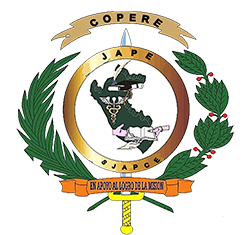 COPERE
JAPE
SJAPCE
EN APOYO AL LOGRO DE LA MISION